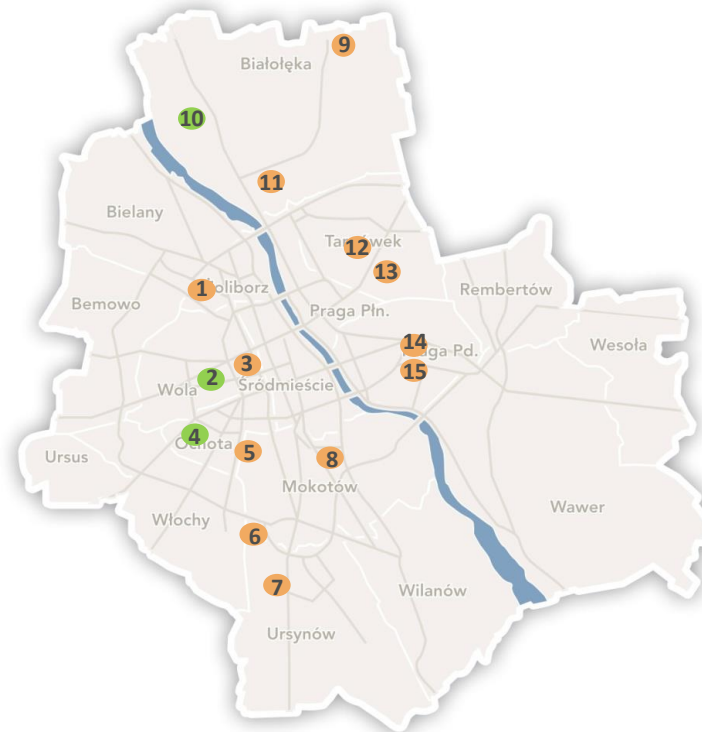 9
Białołęka
10
11
Bielany
12
13
Rembertów
1
Bemowo
Praga Płn.
14
Wesoła
3
15
2
Wola
Śródmieście
4
5
Ursus
8
Mokotów
Wawer
Włochy
6
7
Wilanów
Ursynów